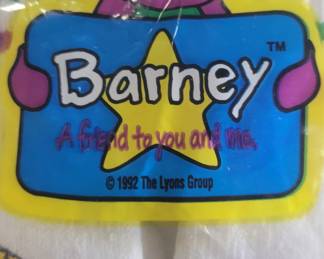 Barney™
A friend to you and me.
© 1992 The Lyons Group